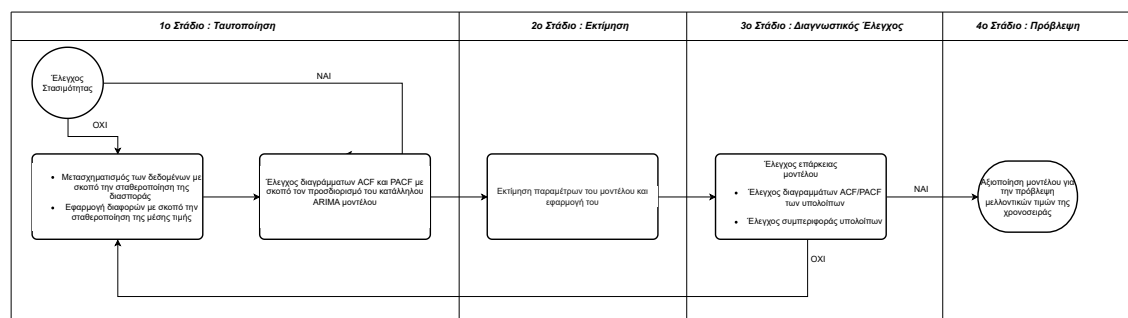 1ο Στάδιο : Ταυτοποίηση
2ο Στάδιο : Εκτίμηση
3ο Στάδιο : Διαγνωστικός Έλεγχος
4ο Στάδιο : Πρόβλεψη
Έλεγχος
Στασιμότητας
ΝΑΙ
ΟΧΙ
Μετασχηματισμός των δεδομένων με
σκοπό την σταθεροποίηση της
διασποράς
Εφαρμογή διαφορών με σκοπό την
σταθεροποίηση της μέσης τιμής
Έλεγχος διαγράμματων ACF και PACF με
σκοπό τον προσδιορισμό του κατάλληλου
ARIMA μοντέλου
Εκτίμηση παραμέτρων του μοντέλου και
εφαρμογή του
Έλεγχος επάρκειας
μοντέλου
Έλεγχος διαγραμμάτων ACF/PACF
των υπολοίπων
Έλεγχος συμπεριφοράς υπολοίπων
ΝΑΙ
ΟΧΙ
Αξιοποίηση μοντέλου για
την πρόβλεψη
μελλοντικών τιμών της
χρονοσειράς